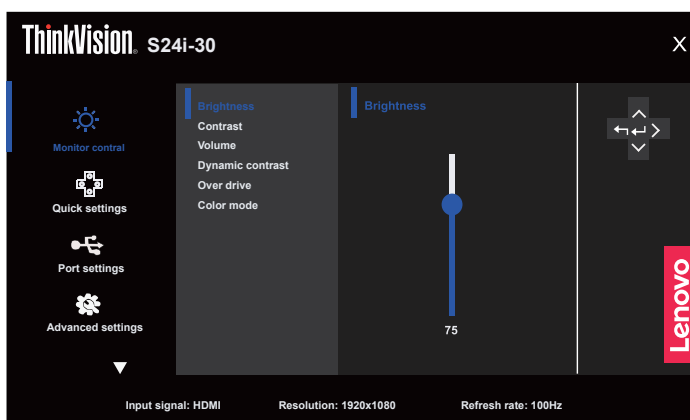 ThinkVision. S24i-30
X
Monitor contral
Quick settings
Port settings
Advanced settings
Brightness
Contrast
Volume
Dynamic contrast
Over drive
Color mode
Brightness
75
Lenovo
Input signal: HDMI Resolution: 1920x1080 Refresh rate: 100Hz